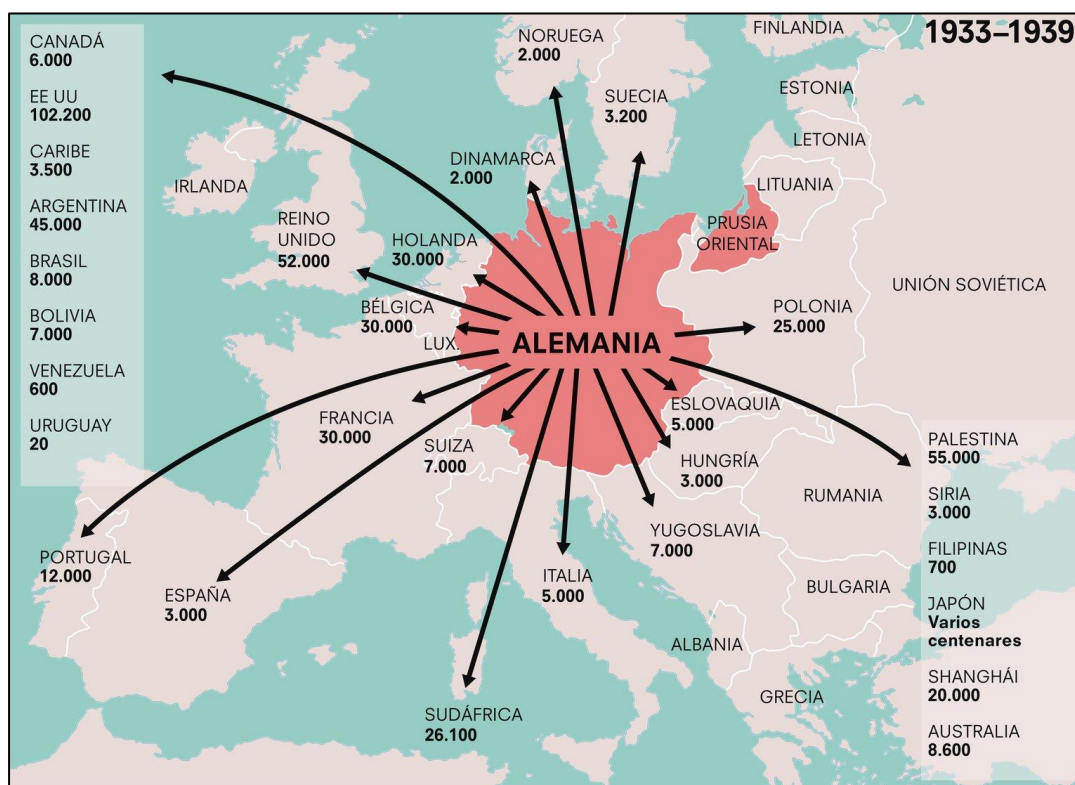 1933–1939
CANADÁ
6.000
EE UU
102.200
CARIBE
3.500
ARGENTINA
45.000
BRASIL
8.000
BOLIVIA
7.000
VENEZUELA
600
URUGUAY
20
NORUEGA
2.000
FINLANDIA
SUECIA
3.200
ESTONIA
LETONIA
LITUANIA
DINAMARCA
2.000
IRLANDA
REINO
UNIDO
52.000
HOLANDA
30.000
PRUSIA
ORIENTAL
UNIÓN SOVIÉTICA
BÉLGICA
30.000
POLONIA
25.000
LUX.
ALEMANIA
FRANCIA
30.000
SUIZA
7.000
ESLOVAQUIA
5.000
HUNGRÍA
3.000
RUMANIA
YUGOSLAVIA
7.000
PORTUGAL
12.000
ESPAÑA
3.000
ITALIA
5.000
BULGARIA
ALBANIA
GRECIA
SUDÁFRICA
26.100
PALESTINA
55.000
SIRIA
3.000
FILIPINAS
700
JAPÓN
Varios
centenares
SHANGHÁI
20.000
AUSTRALIA
8.600